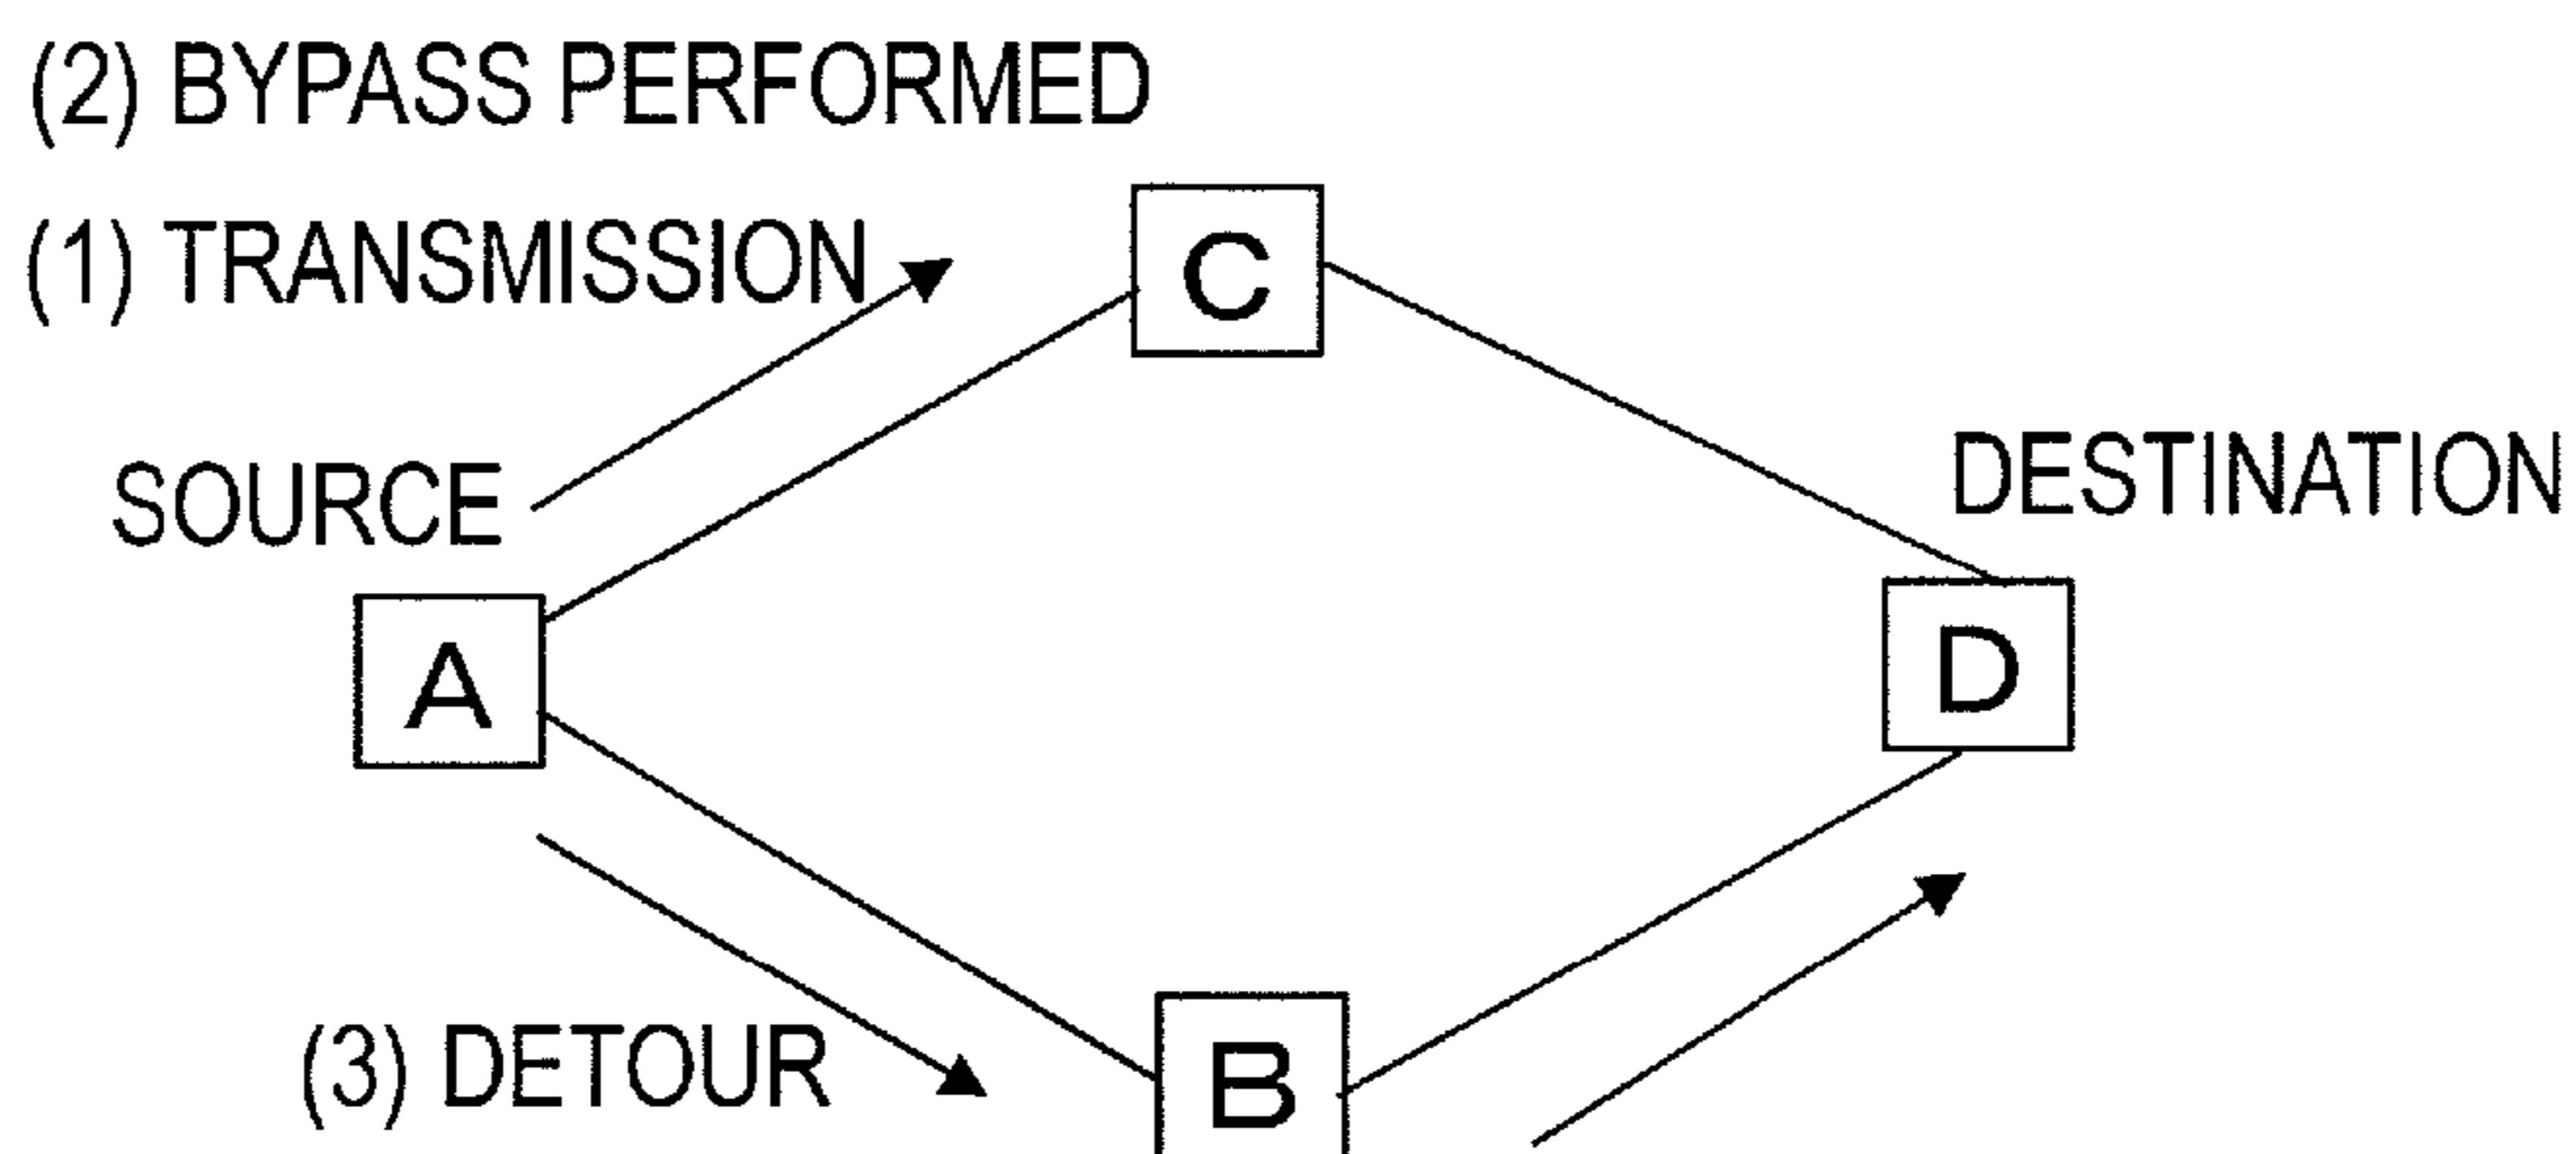 (2) BYPASS PERFORMED
(1) TRANSMISSION
C
SOURCE
DESTINATION
A
D
(3) DETOUR
B